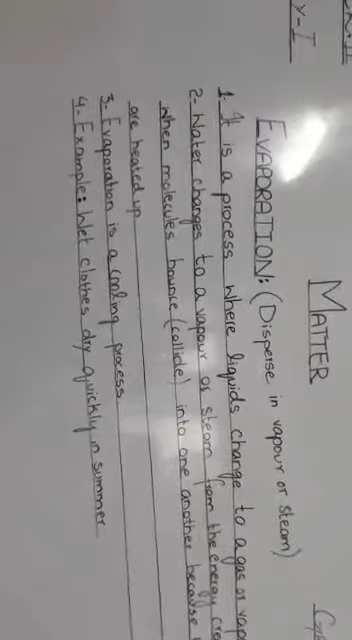 Y-I
MATTER
EVAPORATION: (Disperse in vapour or steam)
1. It is a process where liquids change to a gas or vap
2- Water changes to a vapour or steam from the energy cre
when molecules bounce (collide) into one another because
are heated up
3- Evaporation is a cooling process.
4- Example: Wet clothes dry quickly in summer